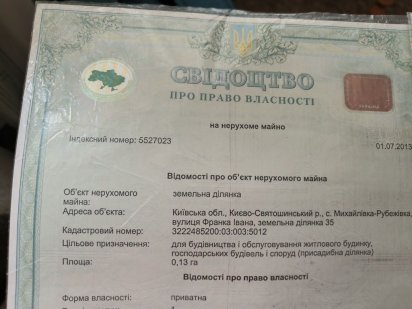 СВІДОЦТВО
ПРО ПРАВО ВЛАСНОСТІ
на нерухоме майно
Індексний номер: 5527023
01.07.2013
Відомості про об'єкт нерухомого майна
Об'єкт нерухомого майна: земельна ділянка
Адреса об'єкта: Київська обл., Києво-Святошинський р., с. Михайлівка-Рубежівка,
вулиця Франка Івана, земельна ділянка 35
Кадастровий номер: 3222485200:03:003:5012
Цільове призначення: для будівництва і обслуговування житлового будинку,
господарських будівель і споруд (присадибна ділянка)
Площа: 0,13 га
Відомості про право власності
Форма власності: приватна